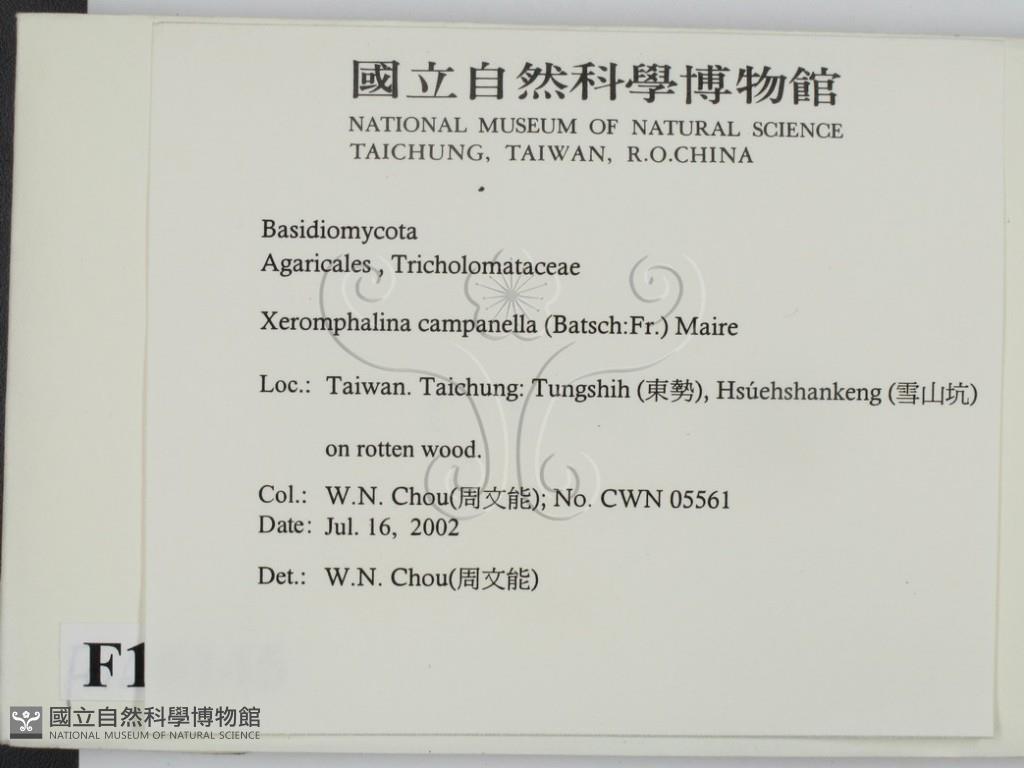 國立自然科學博物館
NATIONAL MUSEUM OF NATURAL SCIENCE
TAICHUNG, TAIWAN, R.O.CHINA
Basidiomycota
Agaricales , Tricholomataceae
Xeromphalina campanella (Batsch:Fr.) Maire
Loc.: Taiwan. Taichung: Tungshih (東勢), Hsúehshankeng (雪山坑)
on rotten wood.
Col.: W.N. Chou(周文能); No. CWN 05561
Date: Jul. 16, 2002
Det.: W.N. Chou(周文能)
F1
國立自然科學博物館
NATIONAL MUSEUM OF NATURAL SCIENCE